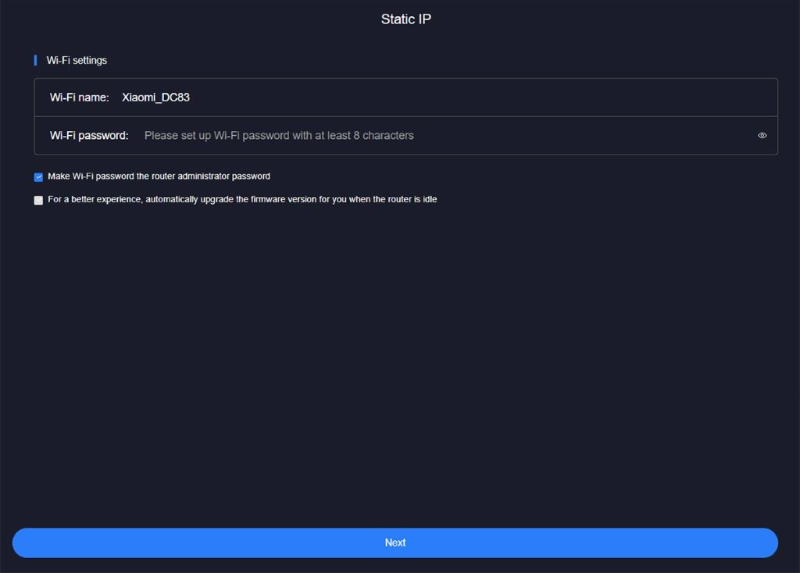 Static IP
Wi-Fi settings
Wi-Fi name: Xiaomi_DC83
Wi-Fi password: Please set up Wi-Fi password with at least 8 characters
Make Wi-Fi password the router administrator password
For a better experience, automatically upgrade the firmware version for you when the router is idle
Next